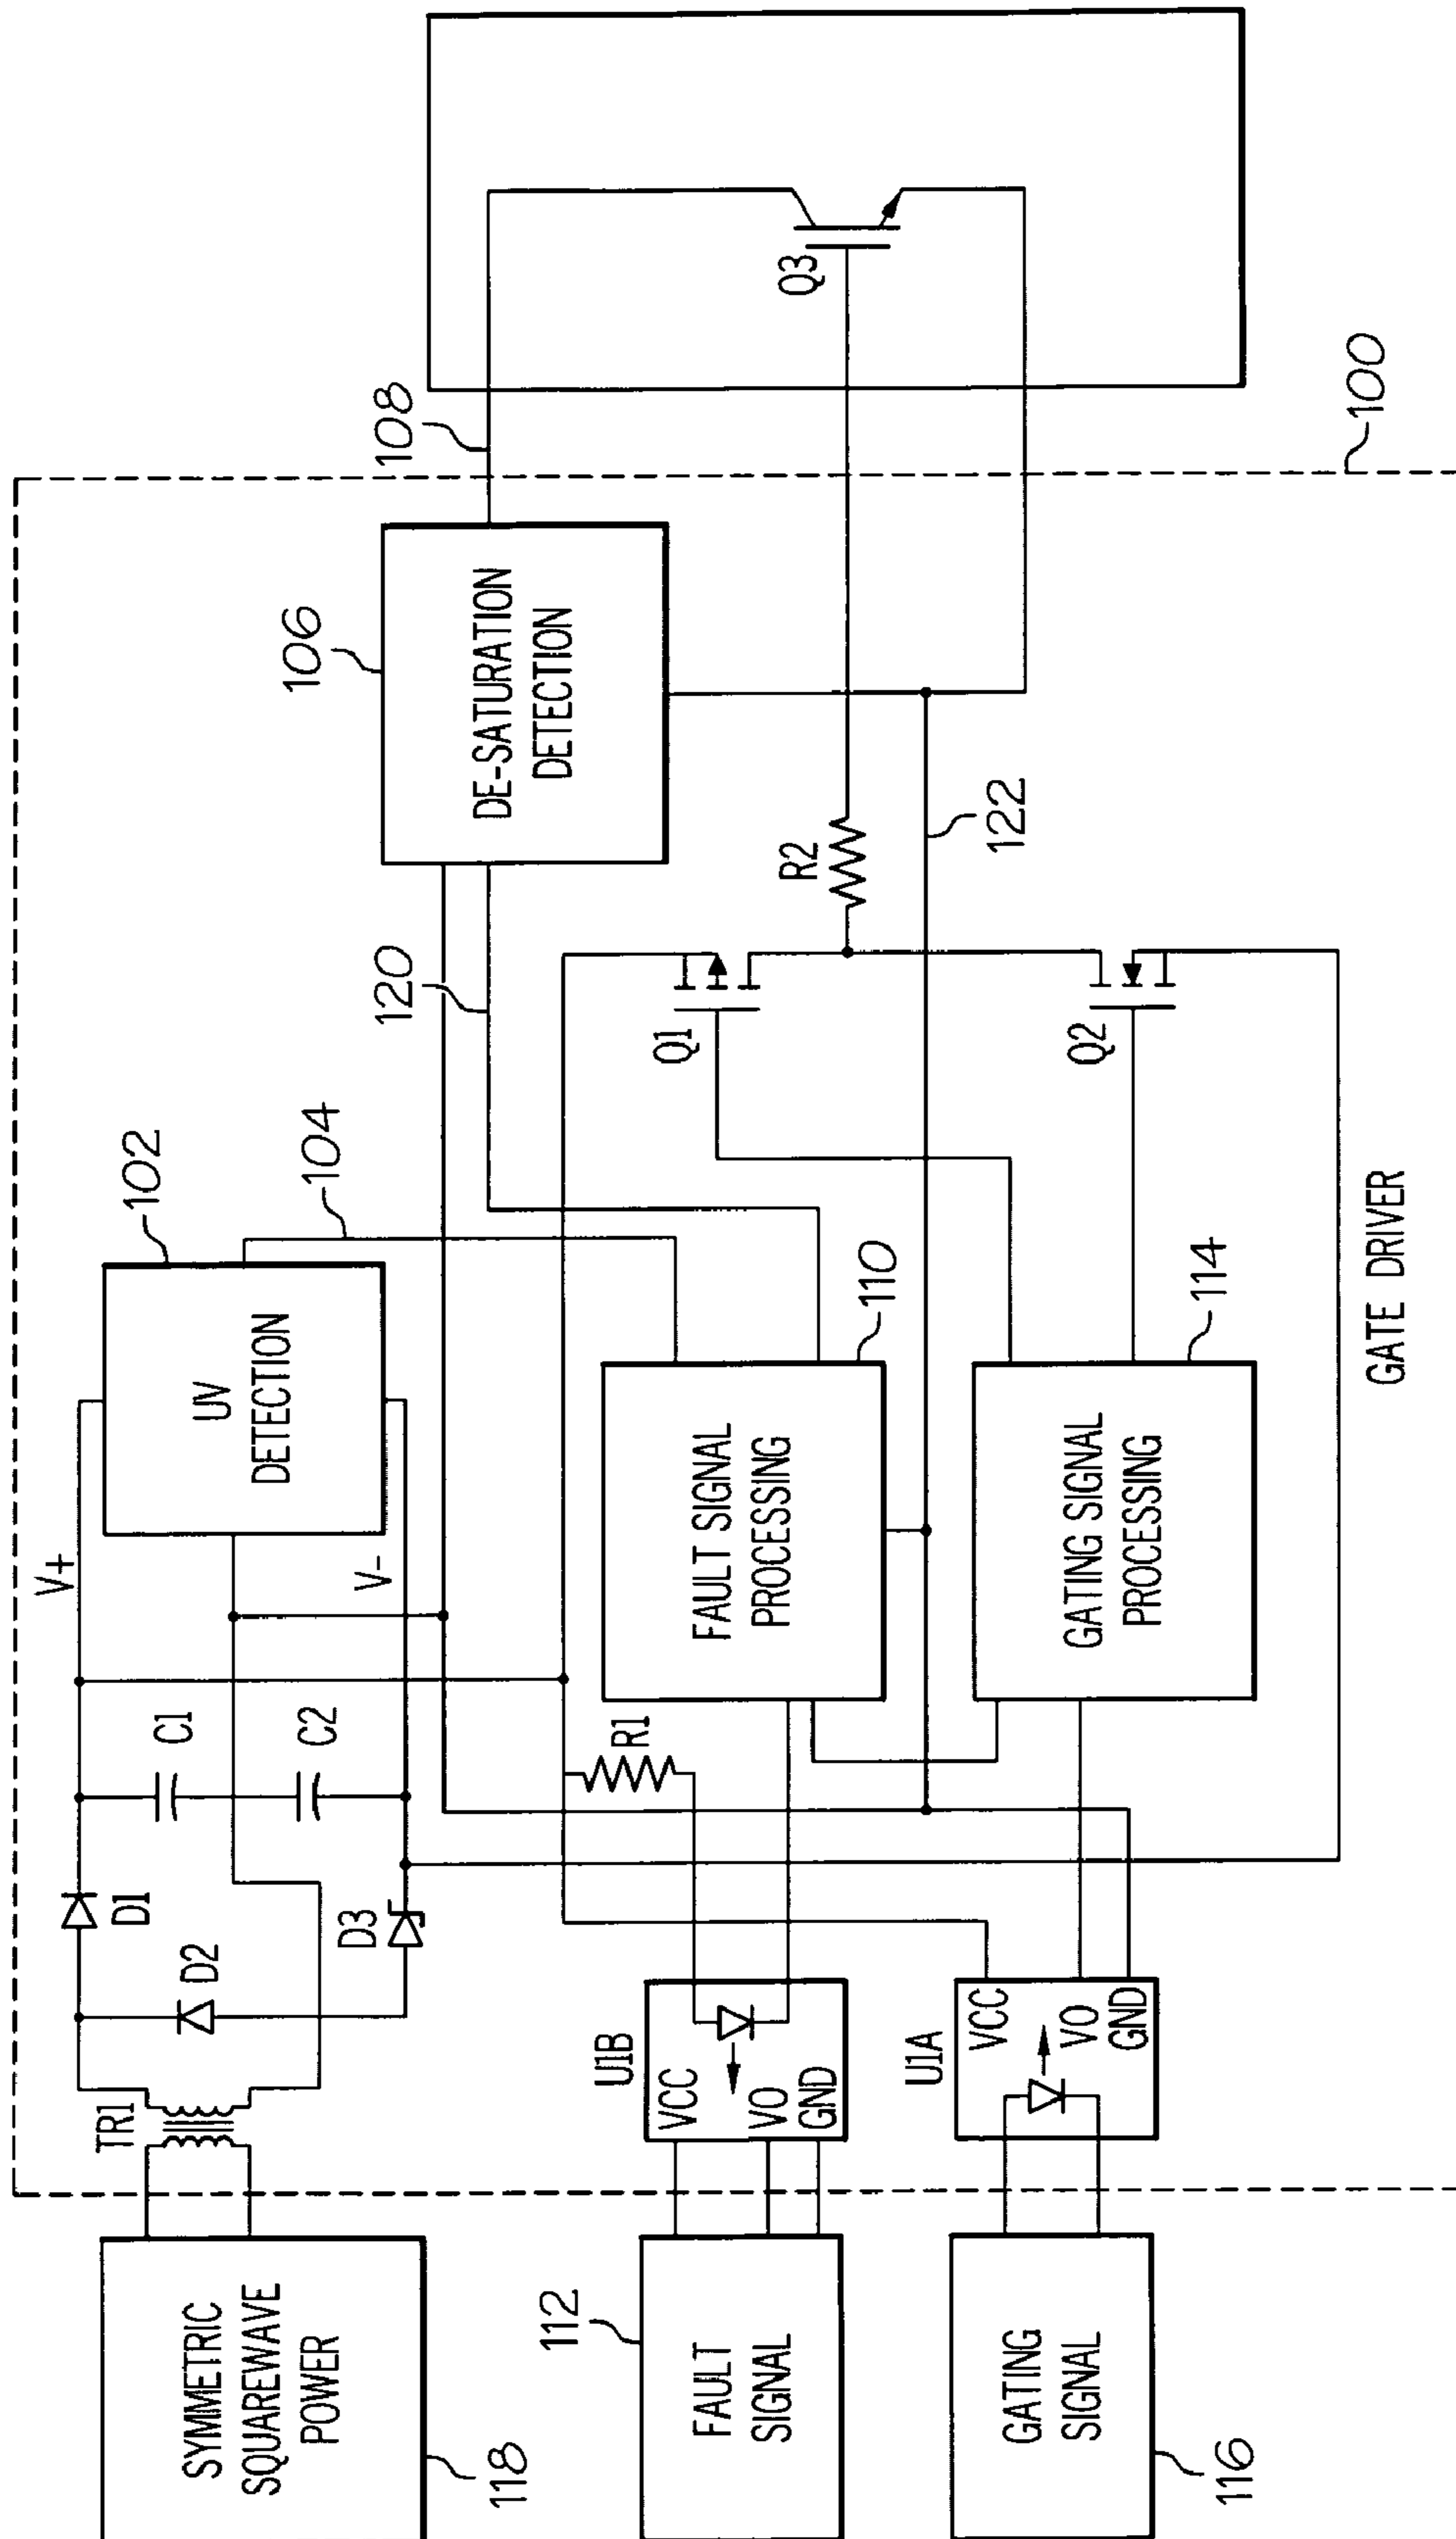 SYMMETRIC
SQUAREWAVE
POWER
118
TR1
D1
D2
D3
C1
C2
V+
V-
UV
DETECTION
102
104
120
106
DE-SATURATION
DETECTION
108
FAULT
SIGNAL
112
U1B
VCC
VO
GND
R1
FAULT SIGNAL
PROCESSING
110
Q1
R2
122
Q3
GATING
SIGNAL
116
U1A
VCC
VO
GND
GATING SIGNAL
PROCESSING
114
Q2
GATE DRIVER
100